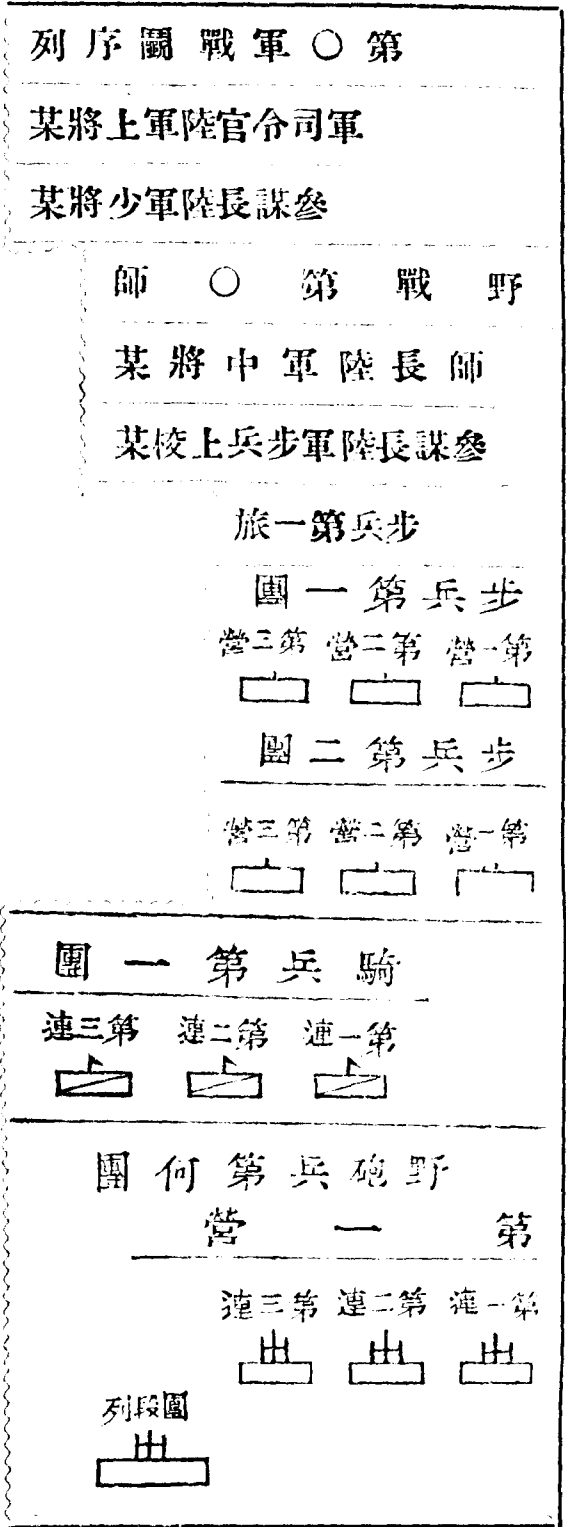 第〇軍戰鬭序列
軍司令官陸軍上將某
參謀長陸軍少將某
野戰第〇師
師長陸軍中將某
參謀長陸軍步兵上校某
步兵第一旅
步兵第一團
第一營 第二營 第三營
步兵第二團
第一營 第二營 第三營
騎兵第一團
第一連 第二連 第三連
野砲兵第何團
第一營
第一連 第二連 第三連
團段列